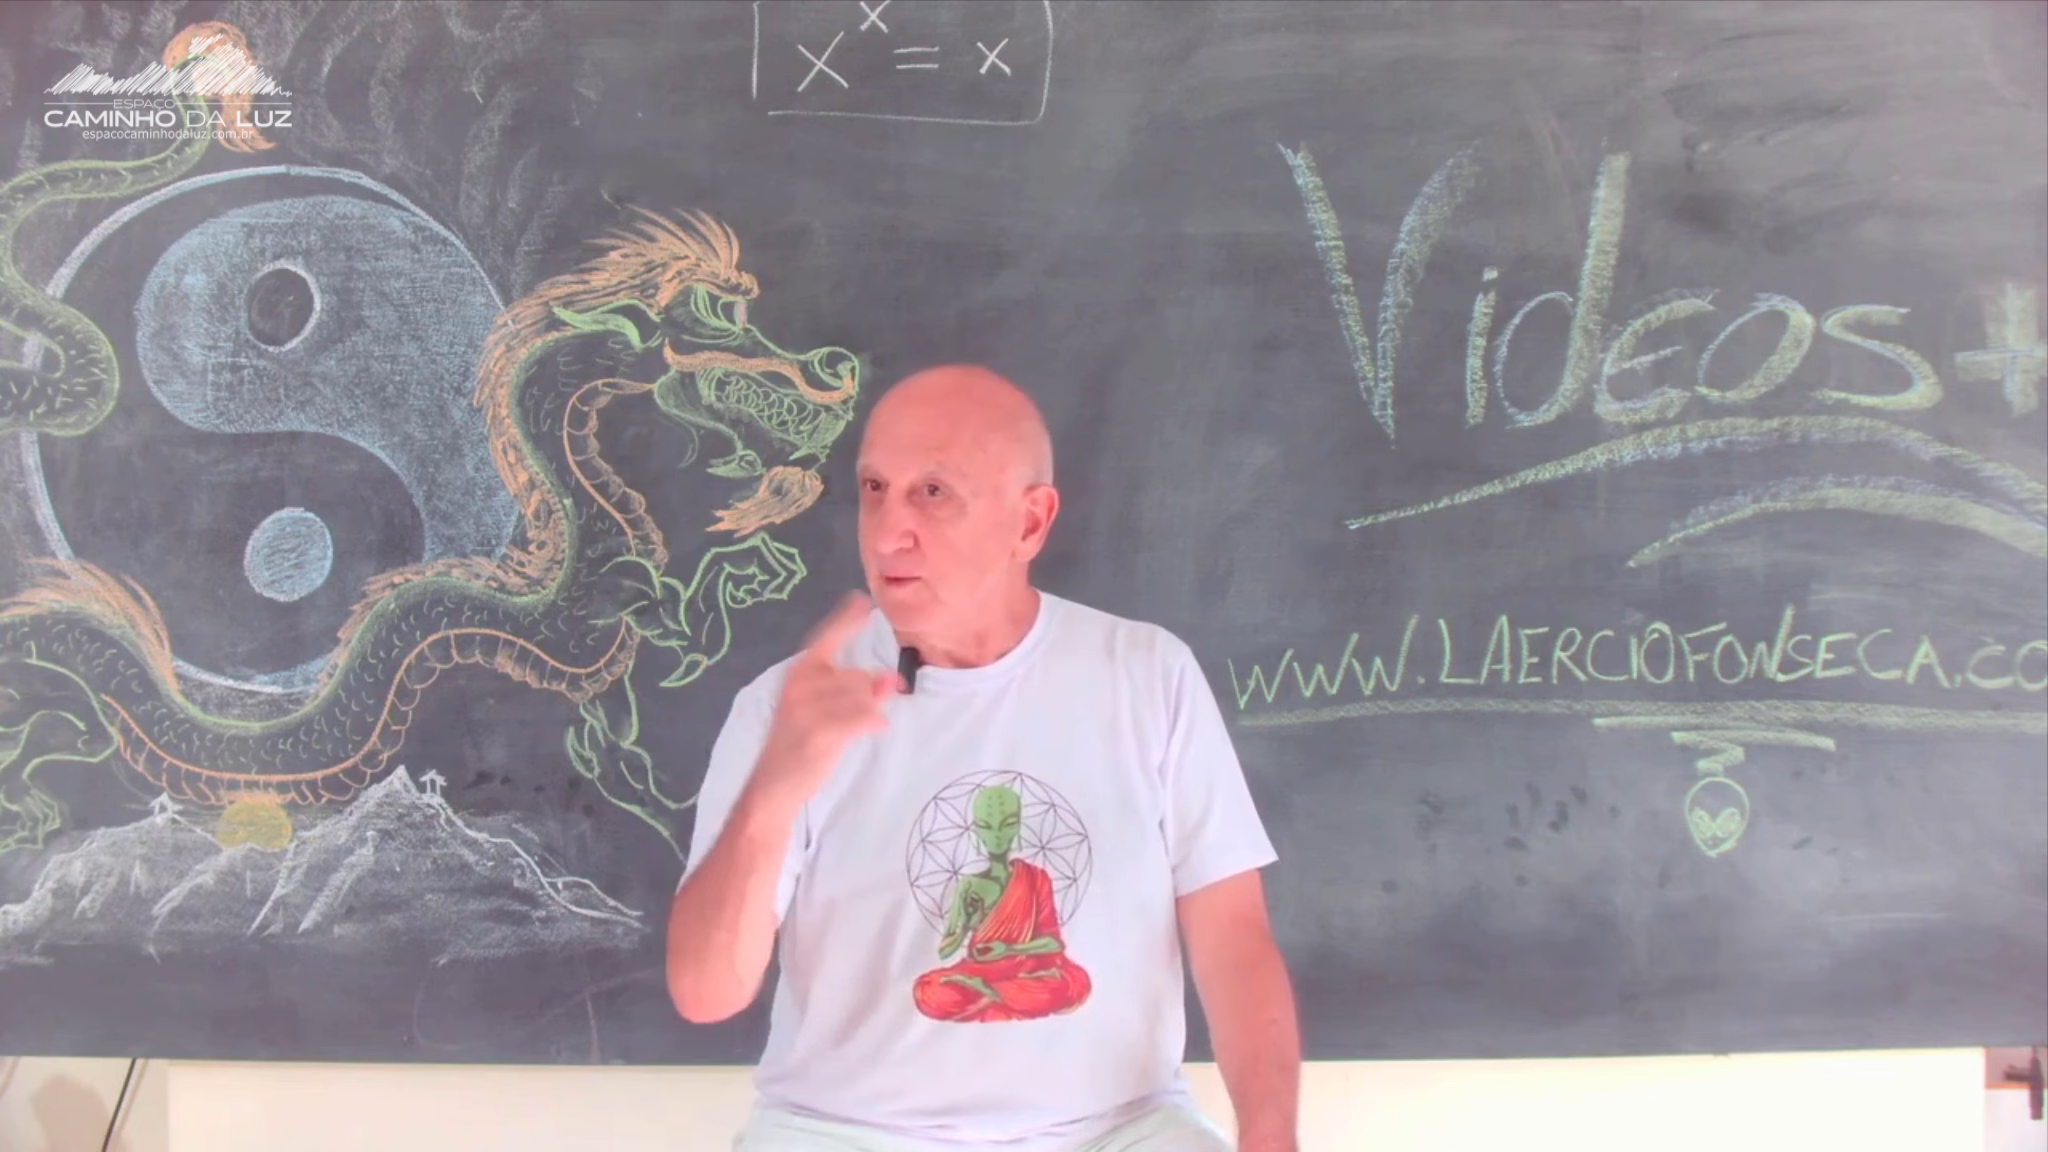 ESPAÇO
CAMINHO DA LUZ
espacocaminhodaluz.com.br
x^x = x
Videos+
WWW.LAERCIOFONSECA.CO